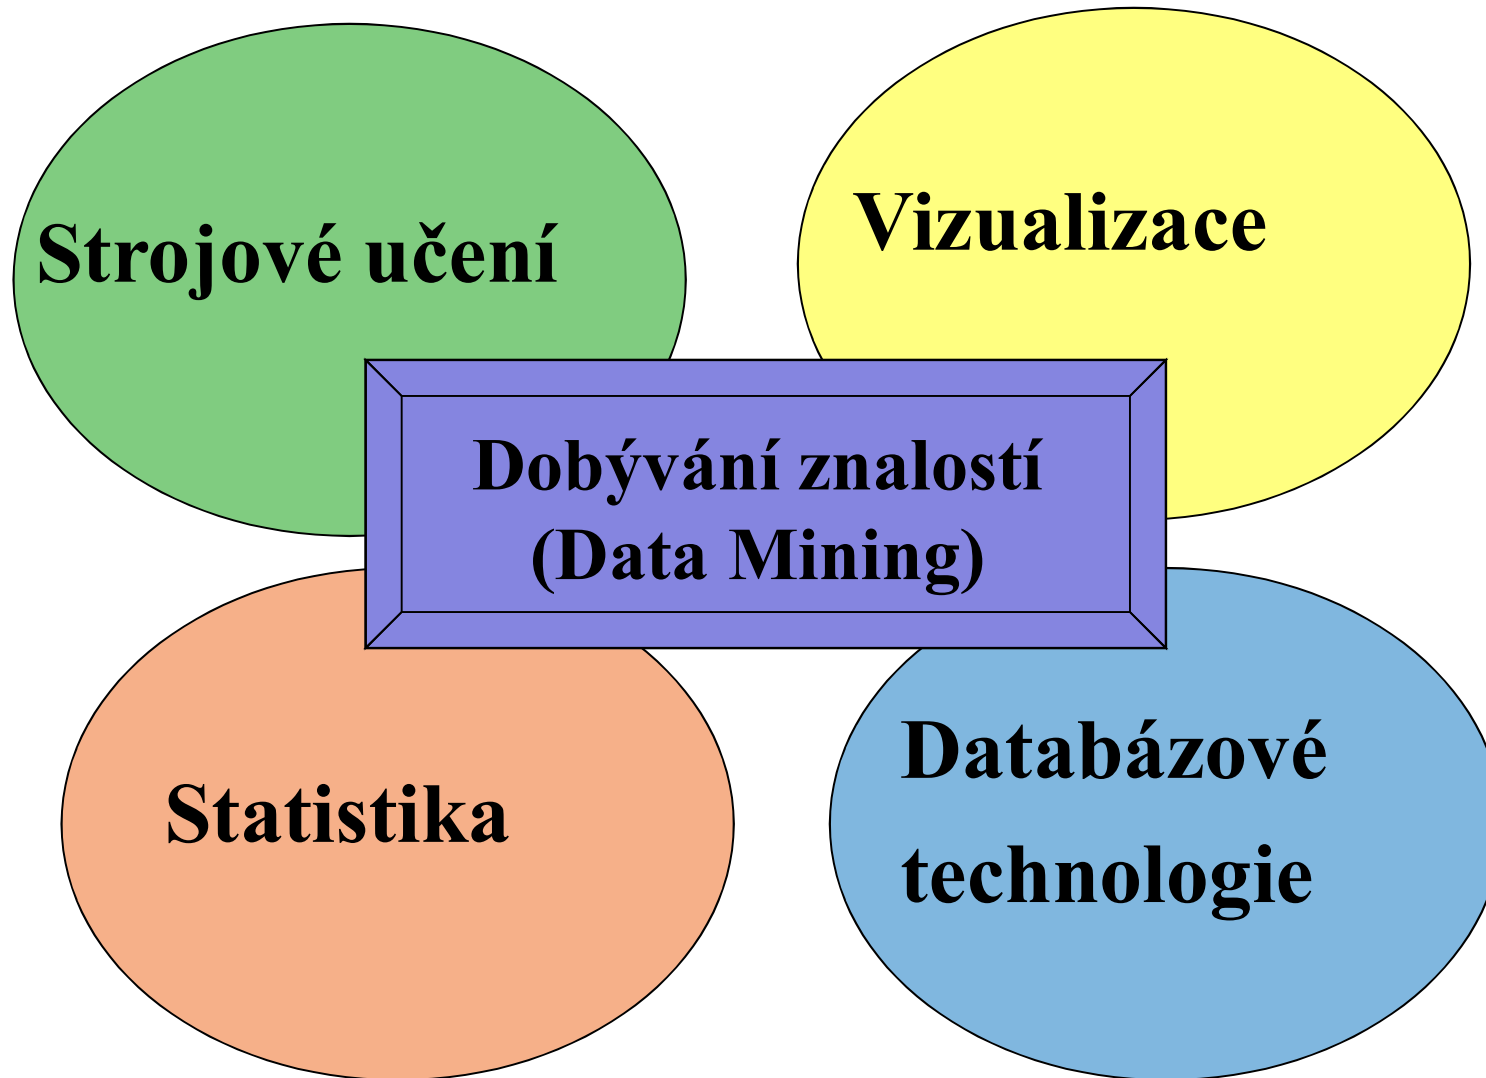 Strojové učení
Vizualizace
Dobývání znalostí
(Data Mining)
Statistika
Databázové
technologie